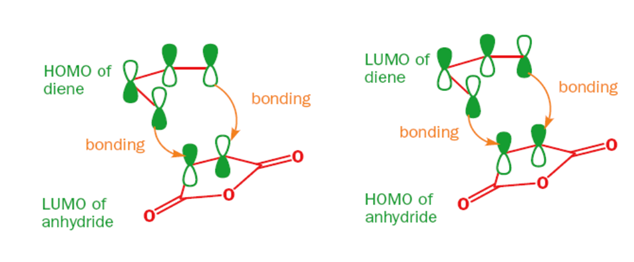 HOMO of
diene
bonding
bonding
LUMO of
anhydride
O
O
O
LUMO of
diene
bonding
bonding
HOMO of
anhydride
O
O
O